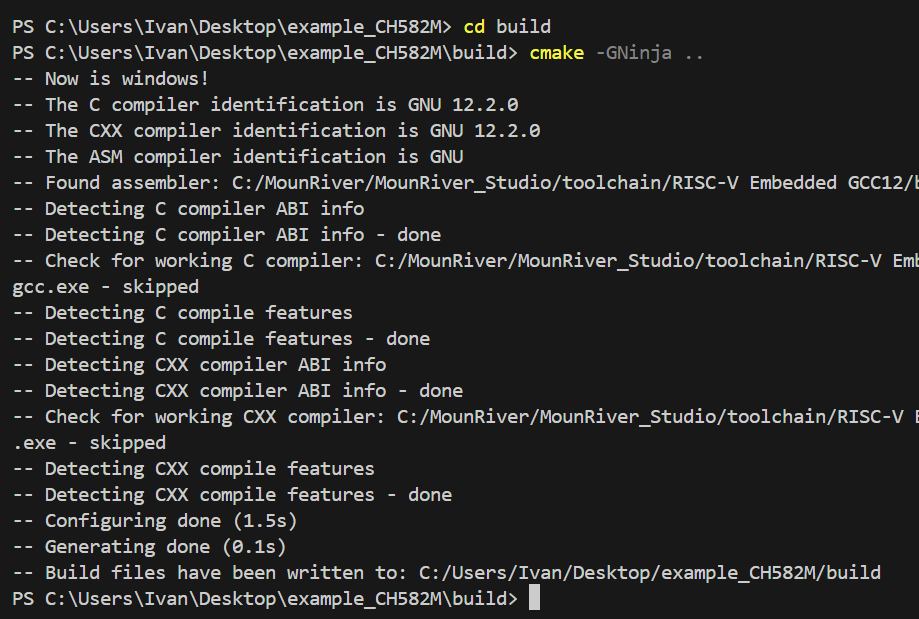 PS C:\Users\Ivan\Desktop\example_CH582M> cd build
PS C:\Users\Ivan\Desktop\example_CH582M\build> cmake -GNinja ..
-- Now is windows!
-- The C compiler identification is GNU 12.2.0
-- The CXX compiler identification is GNU 12.2.0
-- The ASM compiler identification is GNU
-- Found assembler: C:/MounRiver/MounRiver_Studio/toolchain/RISC-V Embedded GCC12/b
-- Detecting C compiler ABI info
-- Detecting C compiler ABI info - done
-- Check for working C compiler: C:/MounRiver/MounRiver_Studio/toolchain/RISC-V Emb
gcc.exe - skipped
-- Detecting C compile features
-- Detecting C compile features - done
-- Detecting CXX compiler ABI info
-- Detecting CXX compiler ABI info - done
-- Check for working CXX compiler: C:/MounRiver/MounRiver_Studio/toolchain/RISC-V E
.exe - skipped
-- Detecting CXX compile features
-- Detecting CXX compile features - done
-- Configuring done (1.5s)
-- Generating done (0.1s)
-- Build files have been written to: C:/Users/Ivan/Desktop/example_CH582M/build
PS C:\Users\Ivan\Desktop\example_CH582M\build>